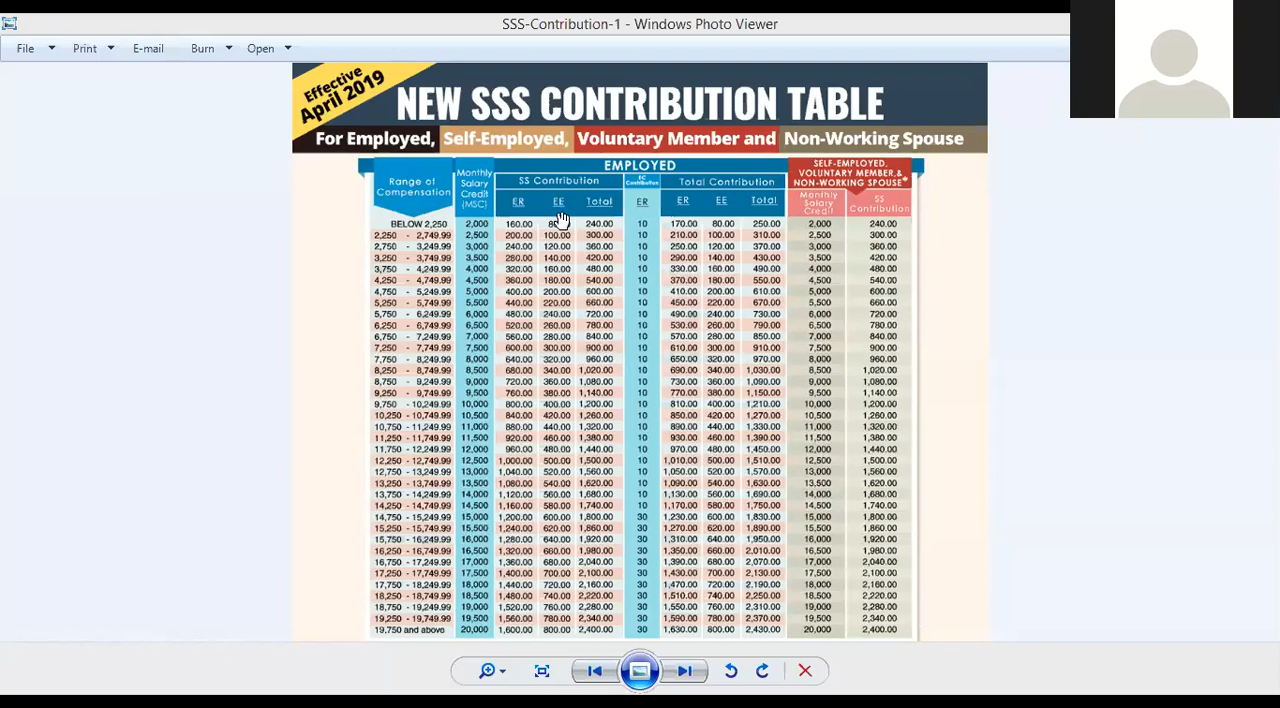 SSS-Contribution-1 - Windows Photo Viewer
File Print E-mail Burn Open
Effective April 2019
NEW SSS CONTRIBUTION TABLE
For Employed, Self-Employed, Voluntary Member and Non-Working Spouse
EMPLOYED
SELF-EMPLOYED, VOLUNTARY MEMBER,& NON-WORKING SPOUSE*
Range of Compensation Monthly Salary Credit (MSC) SS Contribution EC Contribution Total Contribution Monthly Salary Credit SS Contribution
ER EE Total ER ER EE Total
BELOW 2,250 2,000 160.00 240.00 10 170.00 80.00 250.00 2,000 240.00
2,250 - 2,749.99 2,500 200.00 100.00 300.00 10 210.00 100.00 310.00 2,500 300.00
2,750 - 3,249.99 3,000 240.00 120.00 360.00 10 250.00 120.00 370.00 3,000 360.00
3,250 - 3,749.99 3,500 280.00 140.00 420.00 10 290.00 140.00 430.00 3,500 420.00
3,750 - 4,249.99 4,000 320.00 160.00 480.00 10 330.00 160.00 490.00 4,000 480.00
4,250 - 4,749.99 4,500 360.00 180.00 540.00 10 370.00 180.00 550.00 4,500 540.00
4,750 - 5,249.99 5,000 400.00 200.00 600.00 10 410.00 200.00 610.00 5,000 600.00
5,250 - 5,749.99 5,500 440.00 220.00 660.00 10 450.00 220.00 670.00 5,500 660.00
5,750 - 6,249.99 6,000 480.00 240.00 720.00 10 490.00 240.00 730.00 6,000 720.00
6,250 - 6,749.99 6,500 520.00 260.00 780.00 10 530.00 260.00 790.00 6,500 780.00
6,750 - 7,249.99 7,000 560.00 280.00 840.00 10 570.00 280.00 850.00 7,000 840.00
7,250 - 7,749.99 7,500 600.00 300.00 900.00 10 610.00 300.00 910.00 7,500 900.00
7,750 - 8,249.99 8,000 640.00 320.00 960.00 10 650.00 320.00 970.00 8,000 960.00
8,250 - 8,749.99 8,500 680.00 340.00 1,020.00 10 690.00 340.00 1,030.00 8,500 1,020.00
8,750 - 9,249.99 9,000 720.00 360.00 1,080.00 10 730.00 360.00 1,090.00 9,000 1,080.00
9,250 - 9,749.99 9,500 760.00 380.00 1,140.00 10 770.00 380.00 1,150.00 9,500 1,140.00
9,750 - 10,249.99 10,000 800.00 400.00 1,200.00 10 810.00 400.00 1,210.00 10,000 1,200.00
10,250 - 10,749.99 10,500 840.00 420.00 1,260.00 10 850.00 420.00 1,270.00 10,500 1,260.00
10,750 - 11,249.99 11,000 880.00 440.00 1,320.00 10 890.00 440.00 1,330.00 11,000 1,320.00
11,250 - 11,749.99 11,500 920.00 460.00 1,380.00 10 930.00 460.00 1,390.00 11,500 1,380.00
11,750 - 12,249.99 12,000 960.00 480.00 1,440.00 10 970.00 480.00 1,450.00 12,000 1,440.00
12,250 - 12,749.99 12,500 1,000.00 500.00 1,500.00 10 1,010.00 500.00 1,510.00 12,500 1,500.00
12,750 - 13,249.99 13,000 1,040.00 520.00 1,560.00 10 1,050.00 520.00 1,570.00 13,000 1,560.00
13,250 - 13,749.99 13,500 1,080.00 540.00 1,620.00 10 1,090.00 540.00 1,630.00 13,500 1,620.00
13,750 - 14,249.99 14,000 1,120.00 560.00 1,680.00 10 1,130.00 560.00 1,690.00 14,000 1,680.00
14,250 - 14,749.99 14,500 1,160.00 580.00 1,740.00 10 1,170.00 580.00 1,750.00 14,500 1,740.00
14,750 - 15,249.99 15,000 1,200.00 600.00 1,800.00 30 1,230.00 600.00 1,830.00 15,000 1,800.00
15,250 - 15,749.99 15,500 1,240.00 620.00 1,860.00 30 1,270.00 620.00 1,890.00 15,500 1,860.00
15,750 - 16,249.99 16,000 1,280.00 640.00 1,920.00 30 1,310.00 640.00 1,950.00 16,000 1,920.00
16,250 - 16,749.99 16,500 1,320.00 660.00 1,980.00 30 1,350.00 660.00 2,010.00 16,500 1,980.00
16,750 - 17,249.99 17,000 1,360.00 680.00 2,040.00 30 1,390.00 680.00 2,070.00 17,000 2,040.00
17,250 - 17,749.99 17,500 1,400.00 700.00 2,100.00 30 1,430.00 700.00 2,130.00 17,500 2,100.00
17,750 - 18,249.99 18,000 1,440.00 720.00 2,160.00 30 1,470.00 720.00 2,190.00 18,000 2,160.00
18,250 - 18,749.99 18,500 1,480.00 740.00 2,220.00 30 1,510.00 740.00 2,250.00 18,500 2,220.00
18,750 - 19,249.99 19,000 1,520.00 760.00 2,280.00 30 1,550.00 760.00 2,310.00 19,000 2,280.00
19,250 - 19,749.99 19,500 1,560.00 780.00 2,340.00 30 1,590.00 780.00 2,370.00 19,500 2,340.00
19,750 and above 20,000 1,600.00 800.00 2,400.00 30 1,630.00 800.00 2,430.00 20,000 2,400.00